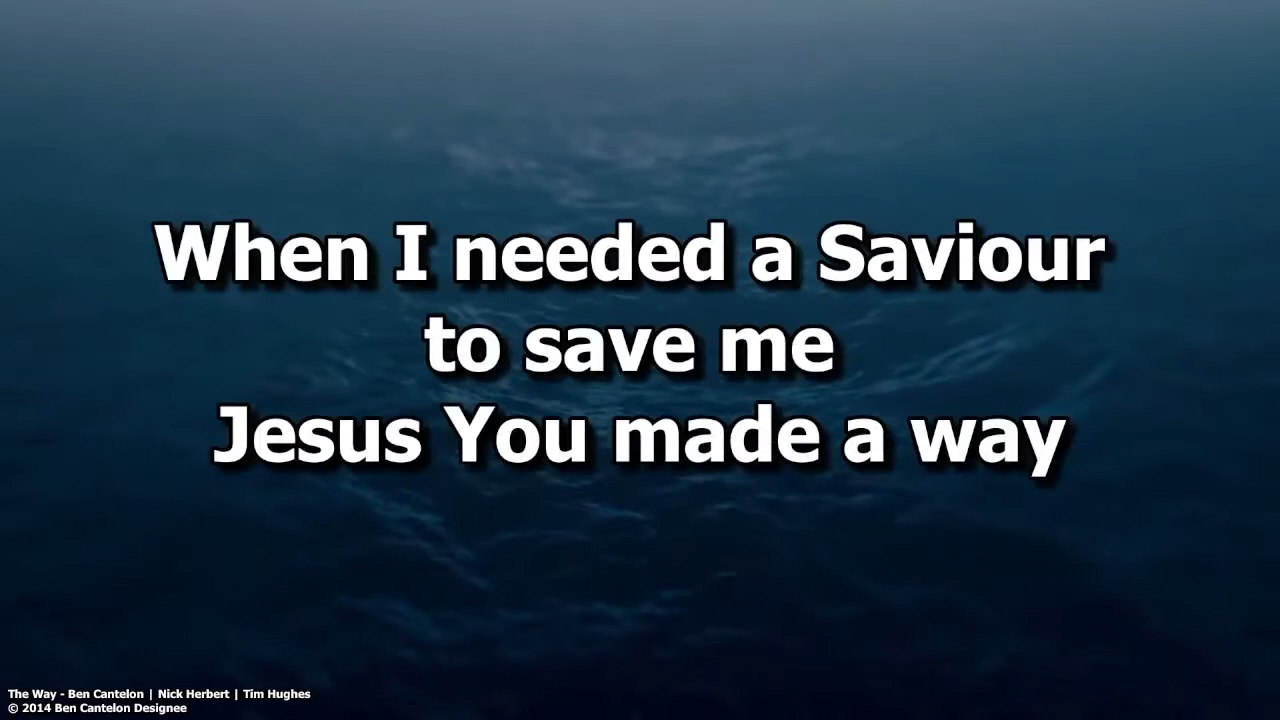 When I needed a Saviour
to save me
Jesus You made a way
The Way - Ben Cantelon | Nick Herbert | Tim Hughes
© 2014 Ben Cantelon Designee